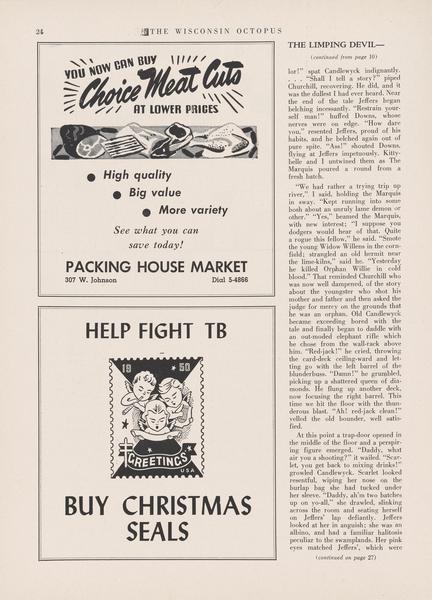 24
THE WISCONSIN OCTOPUS
YOU NOW CAN BUY
Choice Meat Cuts
AT LOWER PRICES
High quality
Big value
More variety
See what you can
save today!
PACKING HOUSE MARKET
307 W. Johnson Dial 5-4866
HELP FIGHT TB
1950
GREETINGS
USA
BUY CHRISTMAS
SEALS
THE LIMPING DEVIL—
(continued from page 10)
lor!" spat Candlewyck indignantly.
. . . "Shall I tell a story?" piped
Churchill, recovering. He did, and it
was the dullest I had ever heard. Near
the end of the tale Jeffers began
belching incessantly. "Restrain your-
self man!" huffed Downs, whose
nerves were on edge. "How dare
you," resented Jeffers, proud of his
habits, and he belched again out of
pure spite. "Ass!" shouted Downs,
flying at Jeffers impetuously. Kitty-
belle and I untwined them as The
Marquis poured a round from a
fresh batch.
"We had rather a trying trip up
river," I said, holding the Marquis
in sway. "Kept running into some
bosh about an unruly lame demon or
other." "Yes," beamed the Marquis,
with new interest; "I suppose you
dodgers would hear of that. Quite
a rogue this fellow," he said. "Smote
the young Widow Willens in the corn-
field; strangled an old hermit near
the lime-kilns," said he. "Yesterday
he killed Orphan Willie in cold
blood." That reminded Churchill who
was now well dampened, of the story
about the youngster who shot his
mother and father and then asked the
judge for mercy on the grounds that
he was an orphan. Old Candlewyck
became exceeding bored with the
tale and finally began to daddle with
an out-moded elephant rifle which
he chose from the wall-rack above
him. "Red-jack!" he cried, throwing
the card-deck ceiling-ward and let-
ting go with the left barrel of the
blunderbuss. "Damn!" he grumbled,
picking up a shattered queen of dia-
monds. He flung up another deck,
now focusing the right barrel. This
time we hit the floor with the thun-
derous blast. "Ah! red-jack clean!"
yelled the old bounder, well satis-
fied.
At this point a trap-door opened in
the middle of the floor and a perspir-
ing figure emerged. "Daddy, what
air you a shooting?" it wailed. "Scar-
let, you get back to mixing drinks!"
growled Candlewyck. Scarlet looked
resentful, wiping her nose on the
burlap bag she had tucked under
her sleeve. "Daddy, ah'm two batches
up on yo-all," she drawled, slinking
across the room and seating herself
on Jeffers' lap defiantly. Jeffers
looked at her in anguish; she was an
albino, and had a familiar halitosis
peculiar to the swamplands. Her pink
eyes matched Jeffers', which were
(continued on page 27)